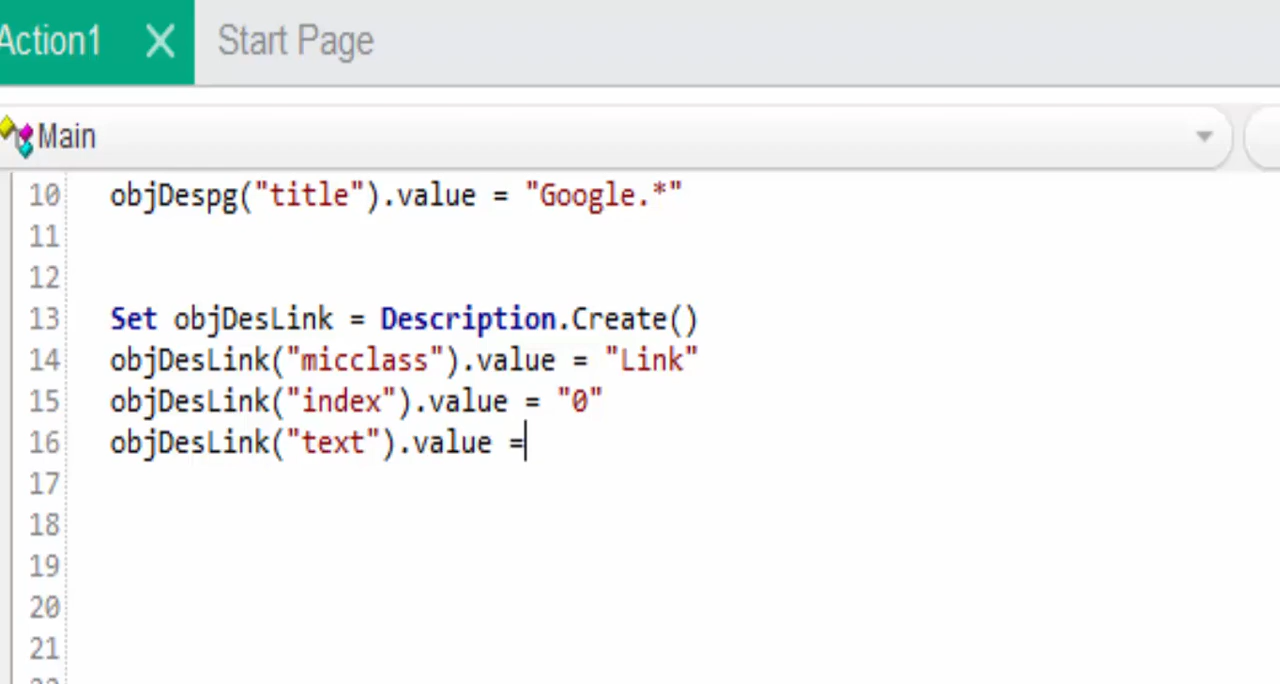 Action1 Start Page
Main
10 objDespg("title").value = "Google.*"
11
12
13 Set objDesLink = Description.Create()
14 objDesLink("micclass").value = "Link"
15 objDesLink("index").value = "0"
16 objDesLink("text").value =
17
18
19
20
21